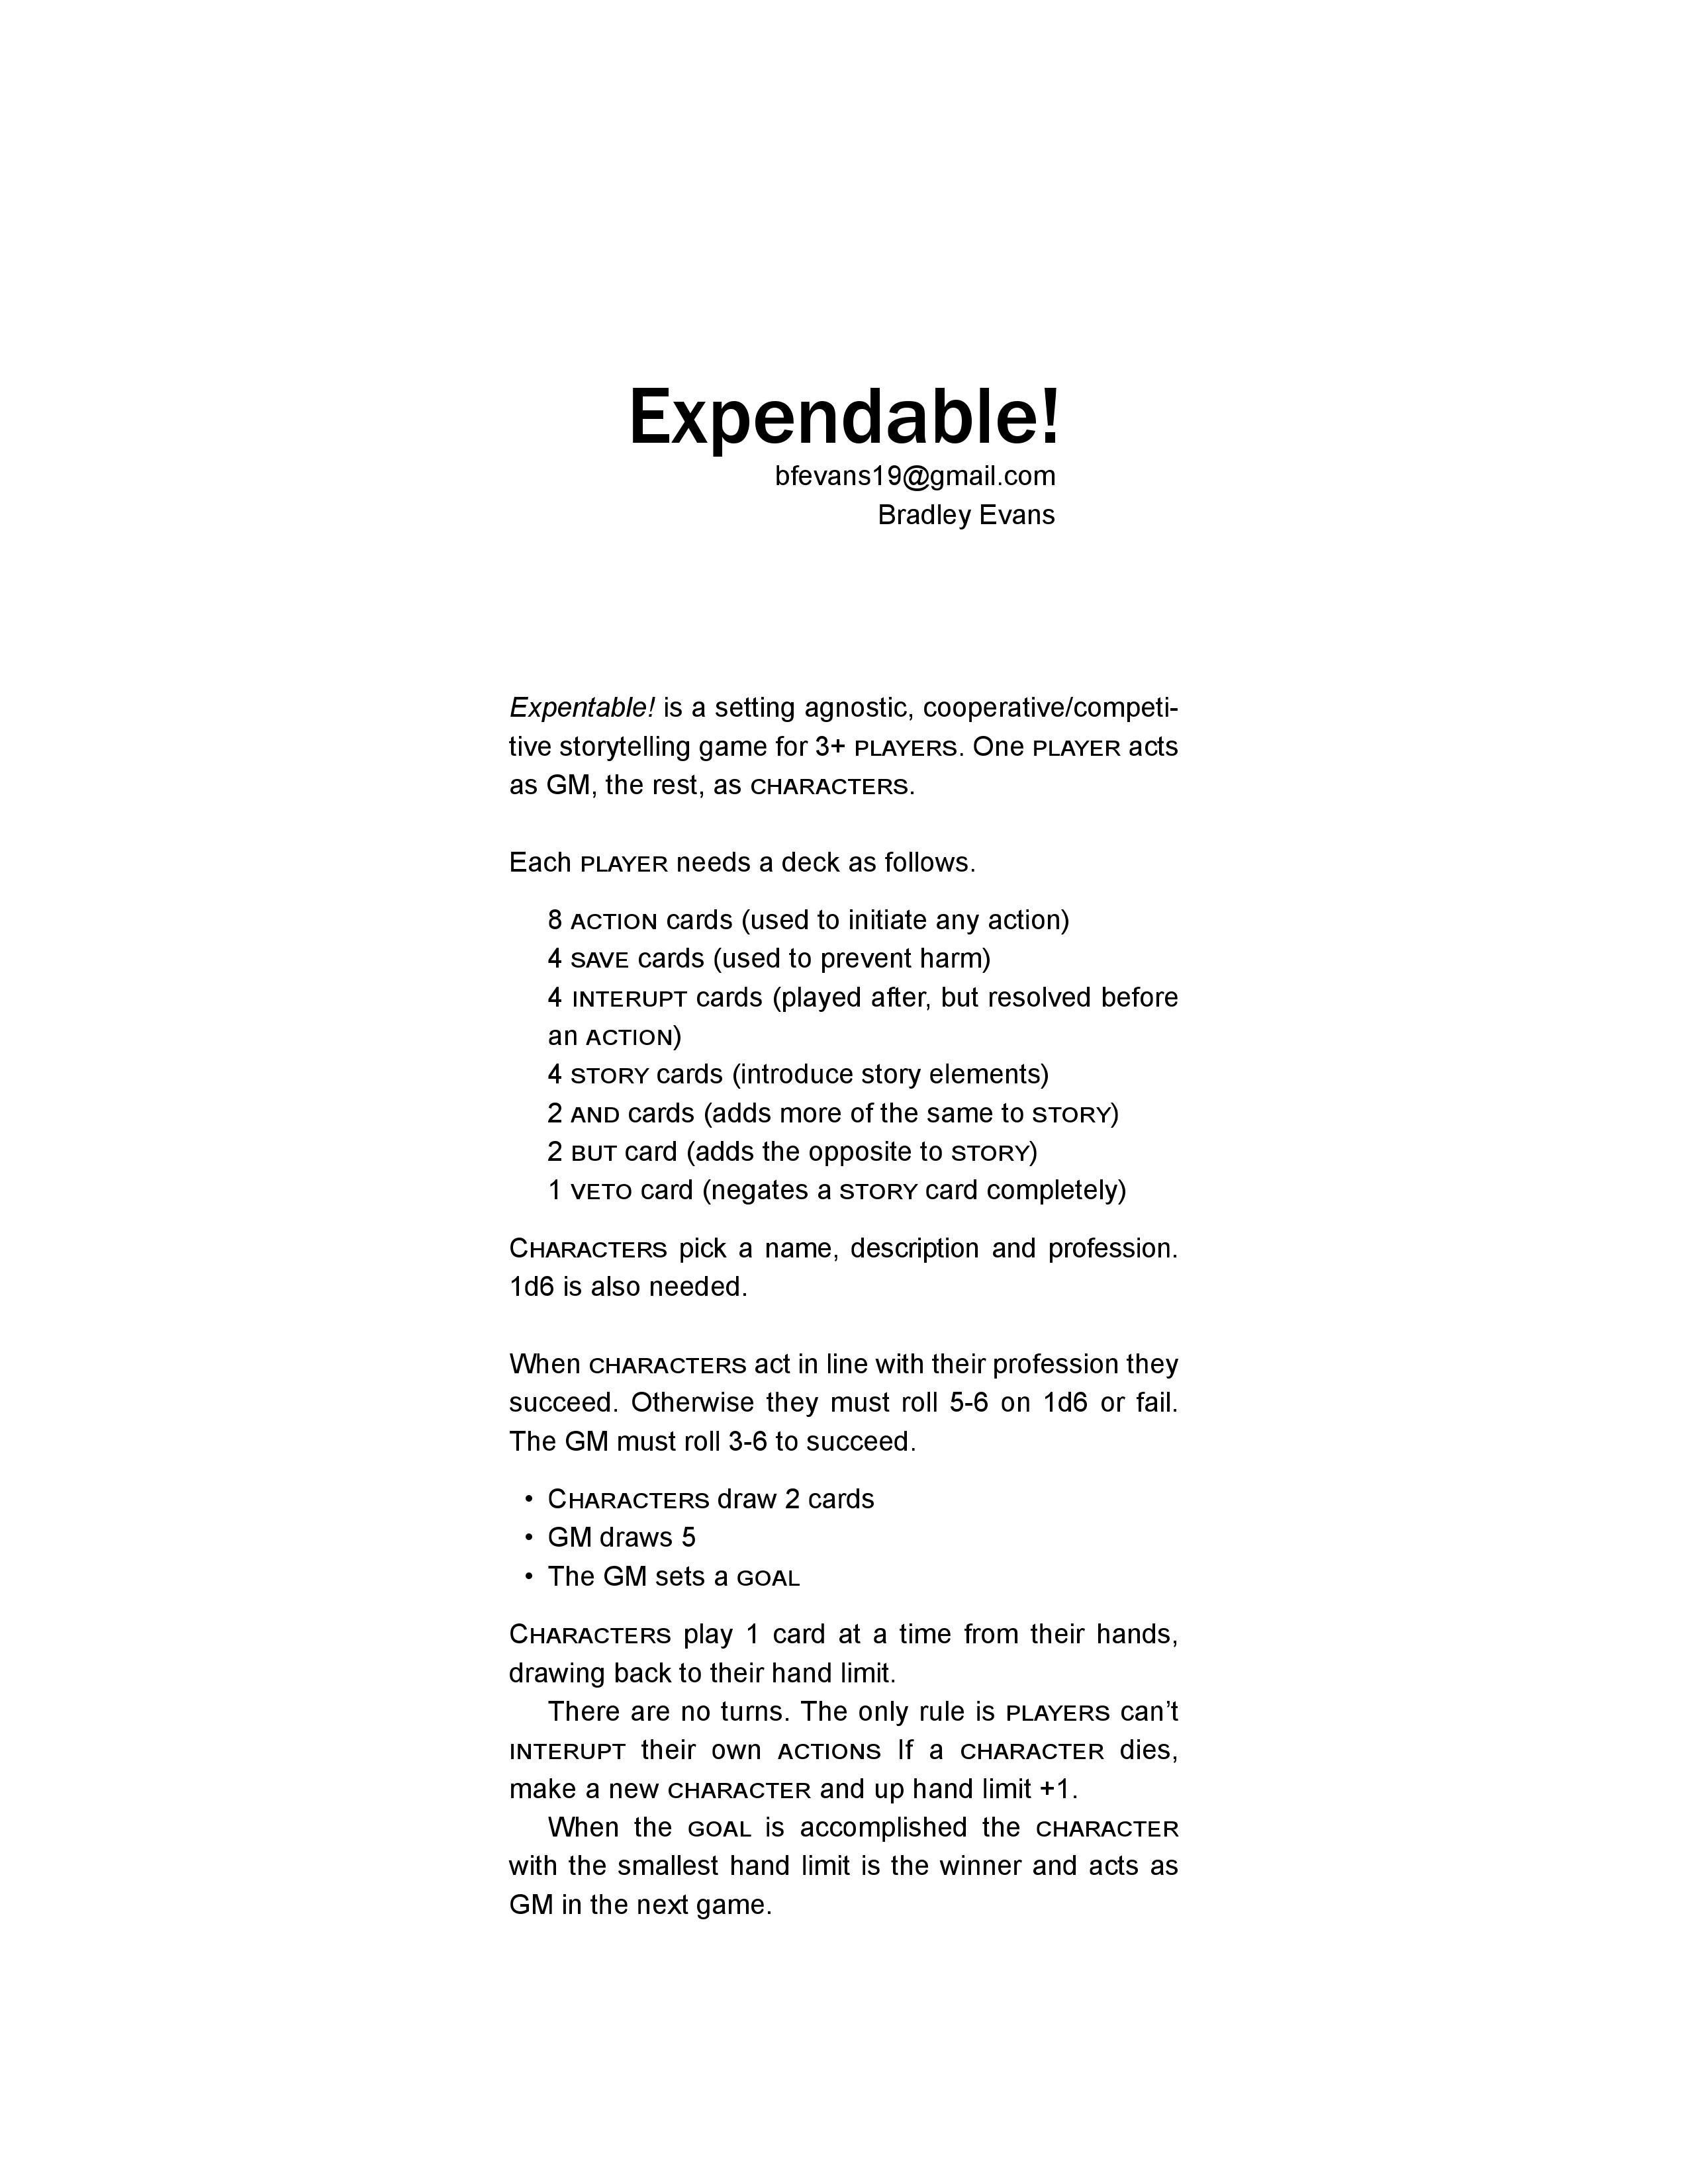 Expendable!
bfevans19@gmail.com
Bradley Evans
Expentable! is a setting agnostic, cooperative/competi-
tive storytelling game for 3+ PLAYERS. One PLAYER acts
as GM, the rest, as CHARACTERS.
Each PLAYER needs a deck as follows.
8 ACTION cards (used to initiate any action)
4 SAVE cards (used to prevent harm)
4 INTERUPT cards (played after, but resolved before
an ACTION)
4 STORY cards (introduce story elements)
2 AND cards (adds more of the same to STORY)
2 BUT card (adds the opposite to STORY)
1 VETO card (negates a STORY card completely)
CHARACTERS pick a name, description and profession.
1d6 is also needed.
When CHARACTERS act in line with their profession they
succeed. Otherwise they must roll 5-6 on 1d6 or fail.
The GM must roll 3-6 to succeed.
• CHARACTERS draw 2 cards
• GM draws 5
• The GM sets a GOAL
CHARACTERS play 1 card at a time from their hands,
drawing back to their hand limit.
There are no turns. The only rule is PLAYERS can't
INTERUPT their own ACTIONS If a CHARACTER dies,
make a new CHARACTER and up hand limit +1.
When the GOAL is accomplished the CHARACTER
with the smallest hand limit is the winner and acts as
GM in the next game.